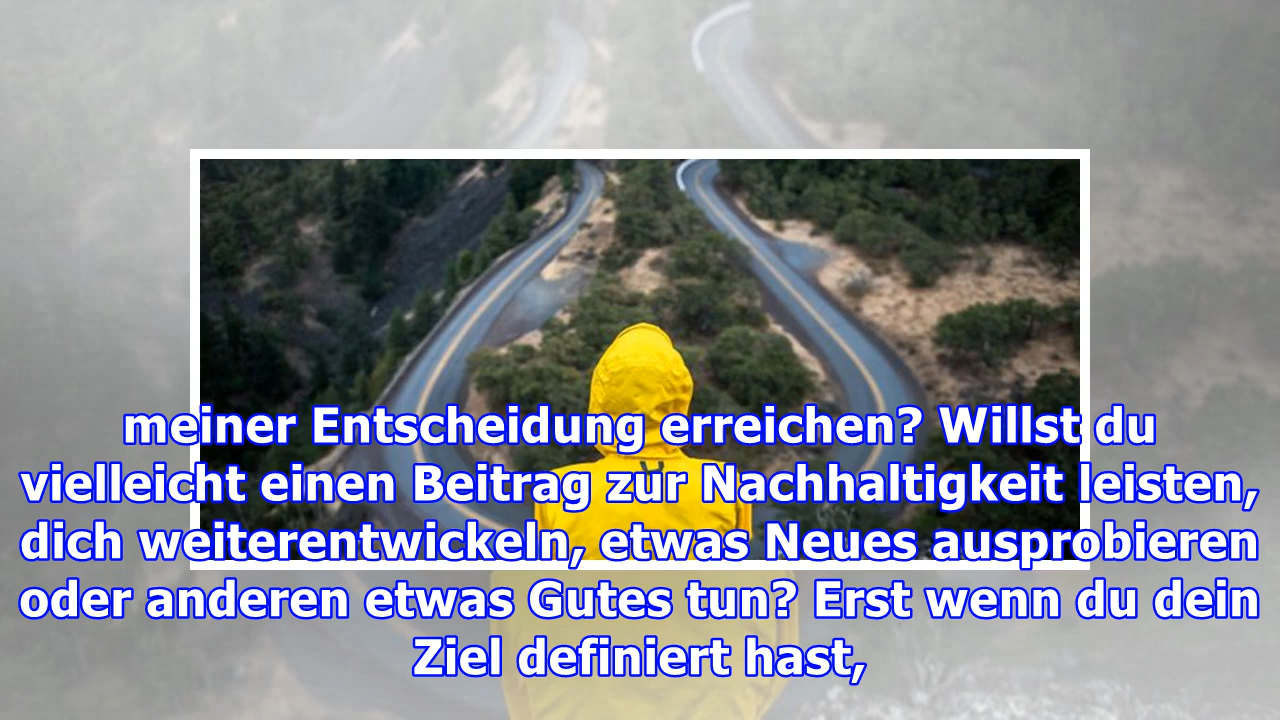 meiner Entscheidung erreichen? Willst du
vielleicht einen Beitrag zur Nachhaltigkeit leisten,
dich weiterentwickeln, etwas Neues ausprobieren
oder anderen etwas Gutes tun? Erst wenn du dein
Ziel definiert hast,